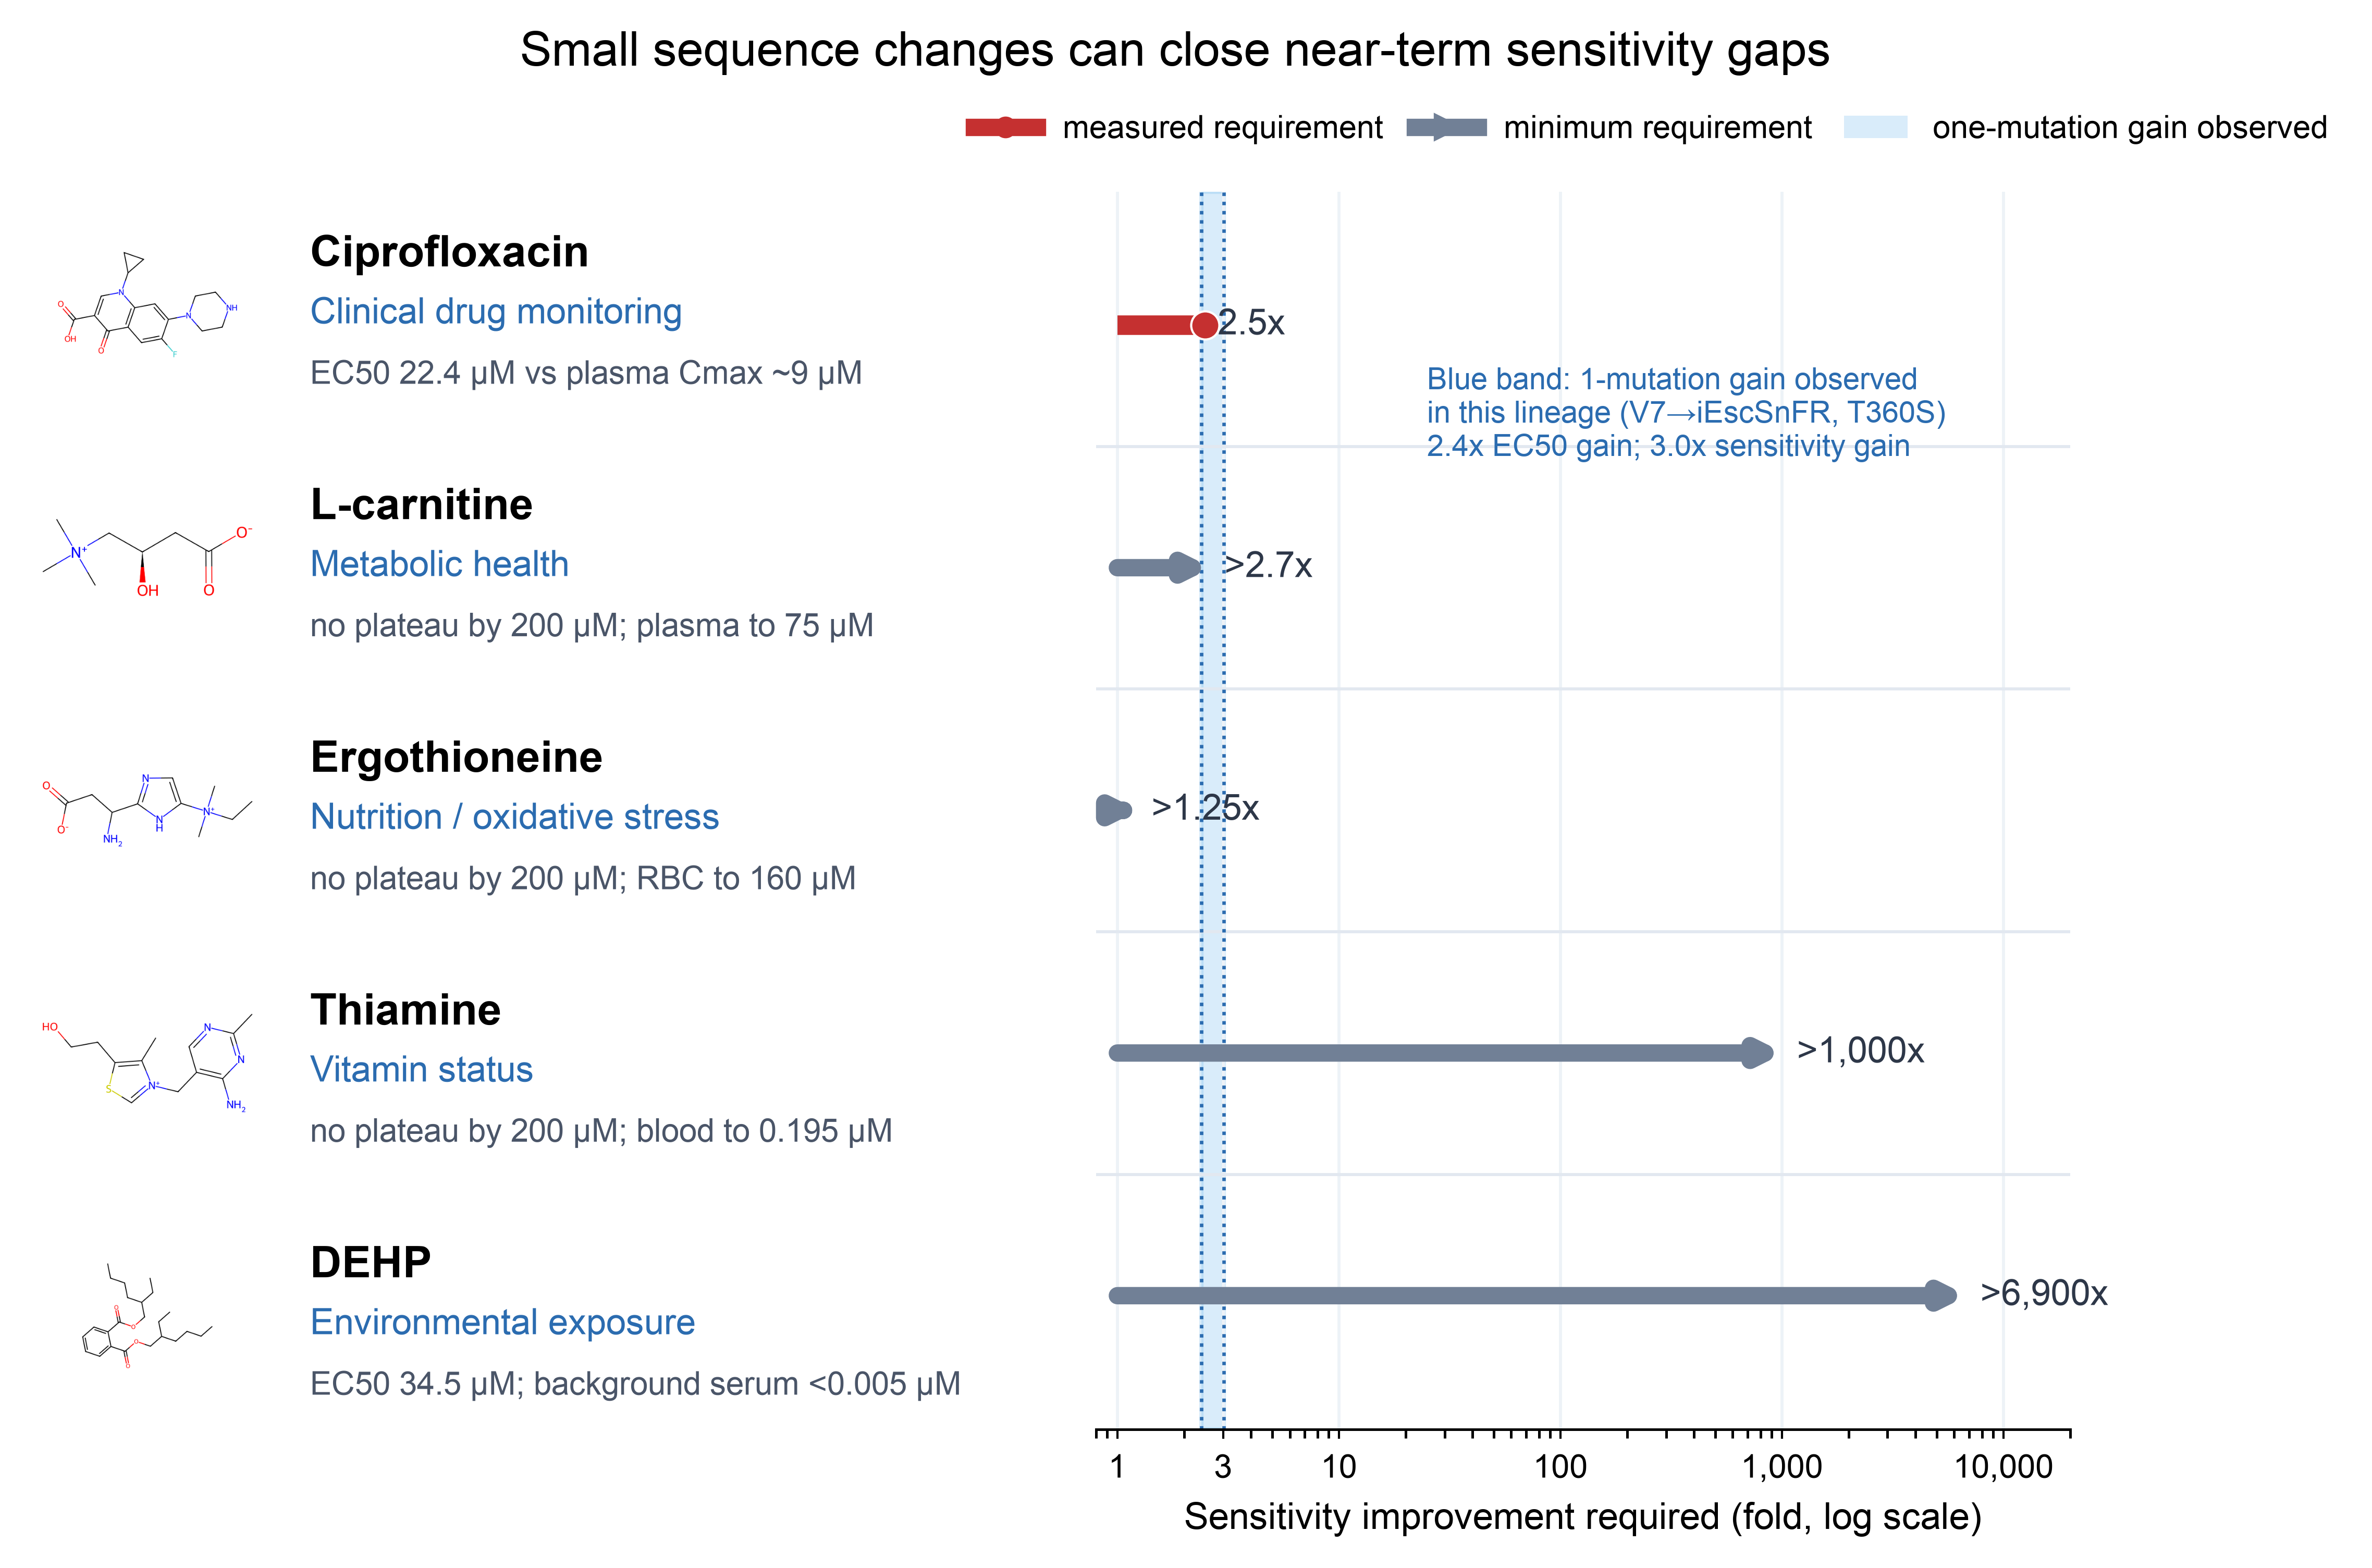 Small sequence changes can close near-term sensitivity gaps
measured requirement
minimum requirement
one-mutation gain observed
Ciprofloxacin
Clinical drug monitoring
EC50 22.4 µM vs plasma Cmax ~9 µM
O
OH
O
N
F
N
NH
2.5x
Blue band: 1-mutation gain observed
in this lineage (V7→iEscSnFR, T360S)
2.4x EC50 gain; 3.0x sensitivity gain
L-carnitine
Metabolic health
no plateau by 200 µM; plasma to 75 µM
N⁺
OH
O
O⁻
>2.7x
Ergothioneine
Nutrition / oxidative stress
no plateau by 200 µM; RBC to 160 µM
O
O⁻
NH₂
N
N
H
N⁺
>1.25x
Thiamine
Vitamin status
no plateau by 200 µM; blood to 0.195 µM
HO
S
N⁺
N
N
NH₂
>1,000x
DEHP
Environmental exposure
EC50 34.5 µM; background serum <0.005 µM
O
O
O
O
>6,900x
1
3
10
100
1,000
10,000
Sensitivity improvement required (fold, log scale)